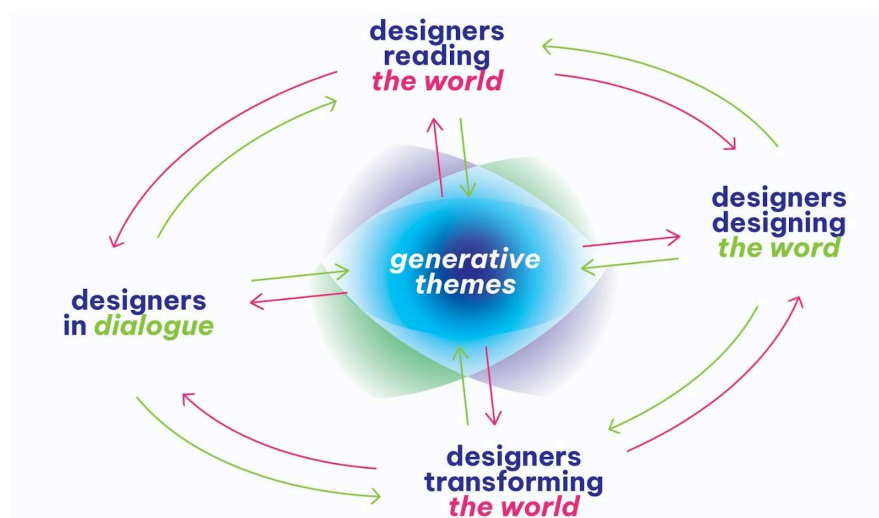 designers
reading
the world
designers
designing
the word
generative
themes
designers
in dialogue
designers
transforming
the world